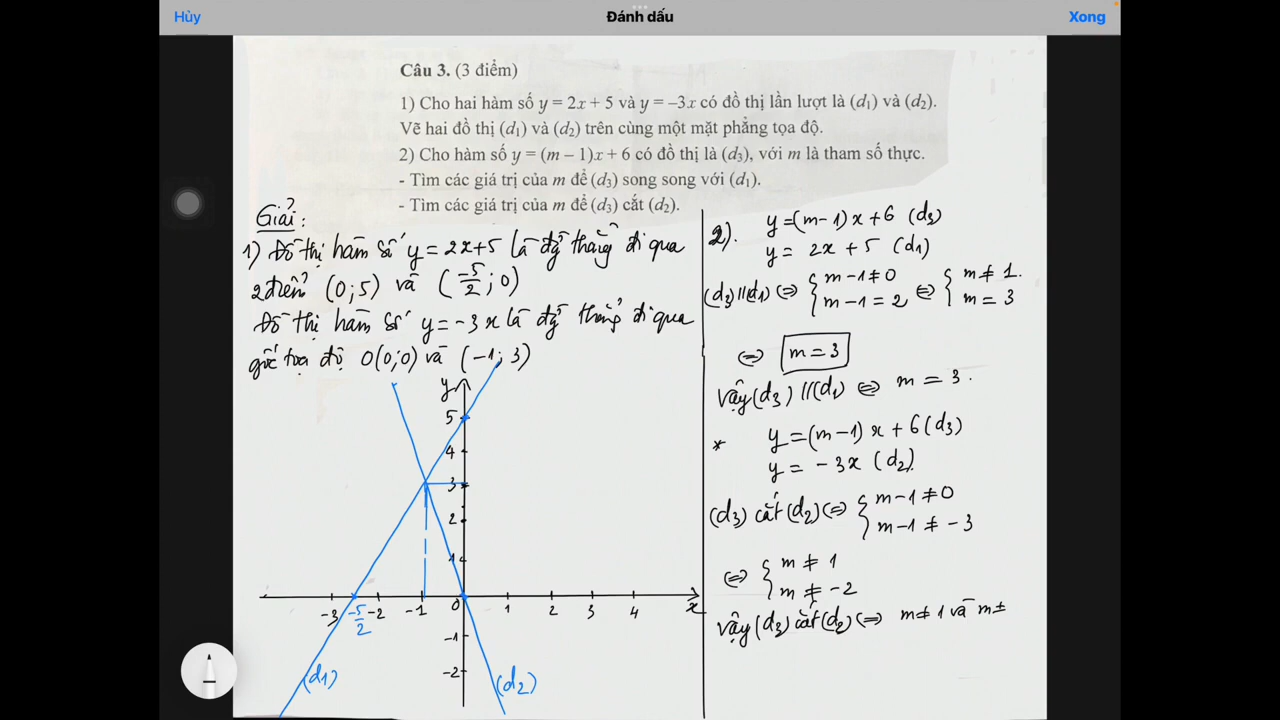 Hủy
Đánh dấu
Xong
Câu 3. (3 điểm)
1) Cho hai hàm số y = 2x + 5 và y = –3x có đồ thị lần lượt là (d₁) và (d₂).
Vẽ hai đồ thị (d₁) và (d₂) trên cùng một mặt phẳng tọa độ.
2) Cho hàm số y = (m – 1)x + 6 có đồ thị là (d₃), với m là tham số thực.
- Tìm các giá trị của m để (d₃) song song với (d₁).
- Tìm các giá trị của m để (d₃) cắt (d₂).
Giải:
1) Đồ thị hàm số y = 2x+5 là đg̃ thẳng đi qua
2 điểm (0;5) và (-5/2; 0)
Đồ thị hàm số y = -3x là đg̃ thẳng đi qua
gốc tọa độ O(0;0) và (-1; 3)
y
5
4
3
2
1
-3 -5/2 -2 -1 0 1 2 3 4 x
-1
-2
(d₁) (d₂)
2). y=(m-1)x+6 (d₃)
y = 2x + 5 (d₁)
(d₃//d₁) ⇔ { m-1≠0 ⇔ { m≠1.
m-1=2 m=3
⇔ m=3
Vậy (d₃)//(d₁) ⇔ m = 3.
* y=(m-1)x+6(d₃)
y = -3x (d₂).
(d₃) cắt (d₂) ⇔ { m-1≠0
m-1≠-3
⇔ { m≠1
m≠-2
Vậy (d₃) cắt (d₂) ⇔ m≠1 và m≠